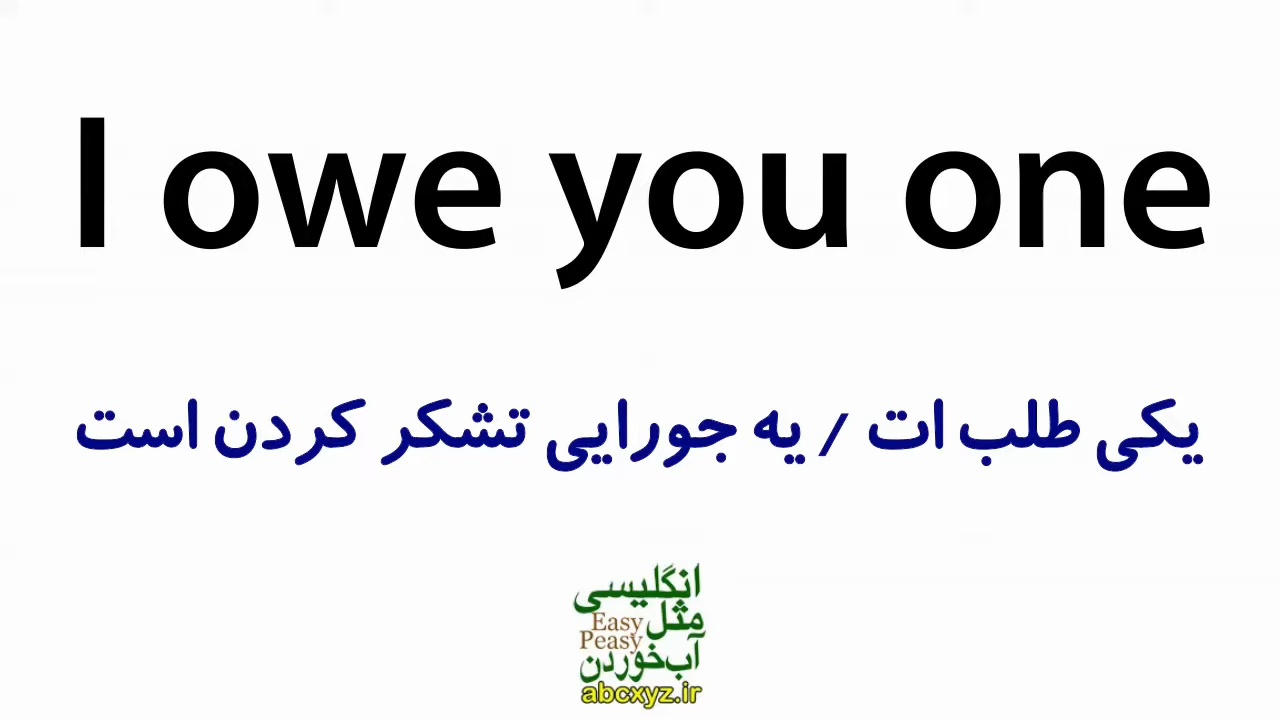 I owe you one
یکی طلب ات / یه جورایی تشکر کردن است
انگلیسی
مثل
Easy
Peasy
آب‌خوردن
abcxyz.ir